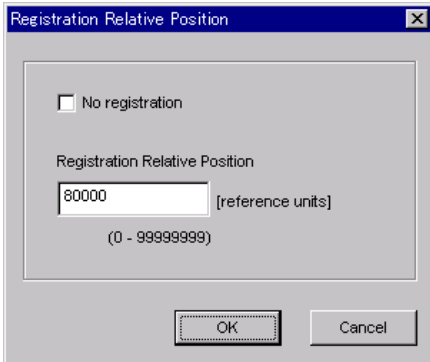 Registration Relative Position
No registration
Registration Relative Position
80000 [reference units]
(0 - 99999999)
OK Cancel